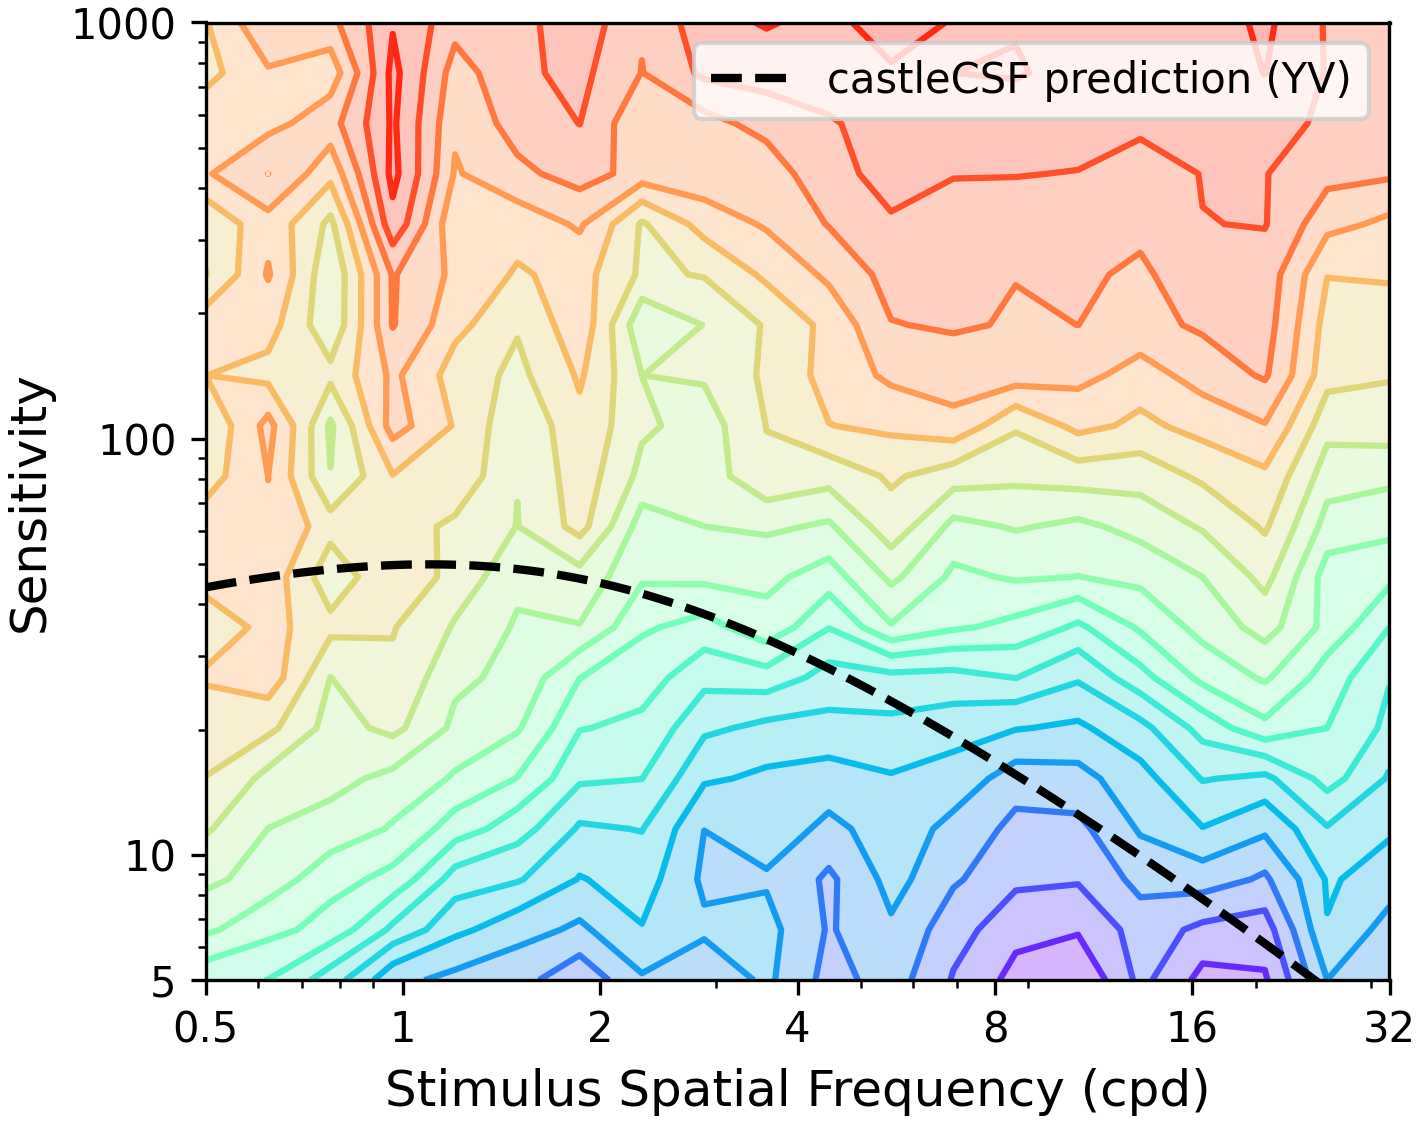 1000
castleCSF prediction (YV)
Sensitivity
100
10
5
0.5 1 2 4 8 16 32
Stimulus Spatial Frequency (cpd)